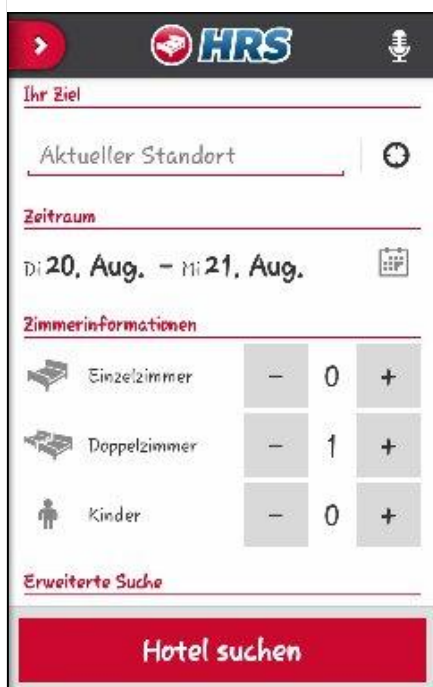 HRS
Ihr Ziel
Aktueller Standort
Zeitraum
Di 20. Aug. – Mi 21. Aug.
Zimmerinformationen
Einzelzimmer – 0 +
Doppelzimmer – 1 +
Kinder – 0 +
Erweiterte Suche
Hotel suchen